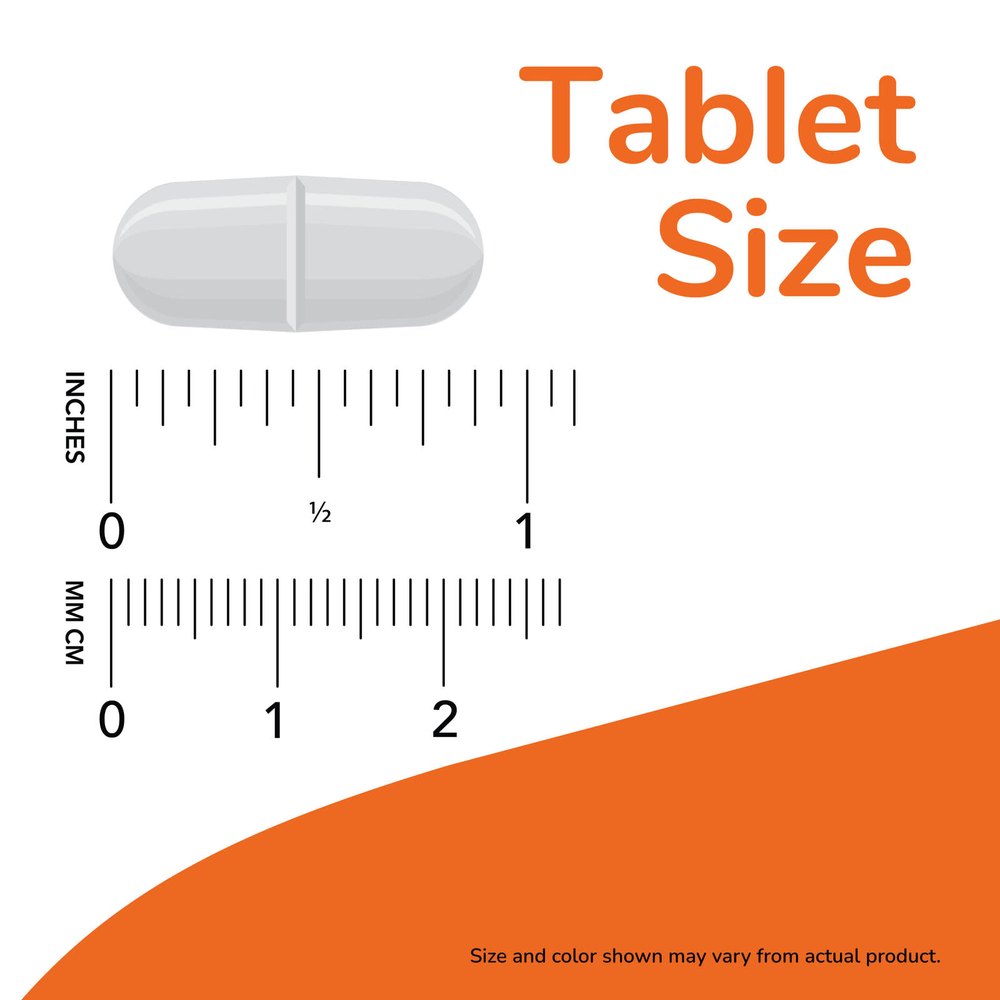 Tablet
Size
INCHES
0
½
1
MM CM
0
1
2
Size and color shown may vary from actual product.